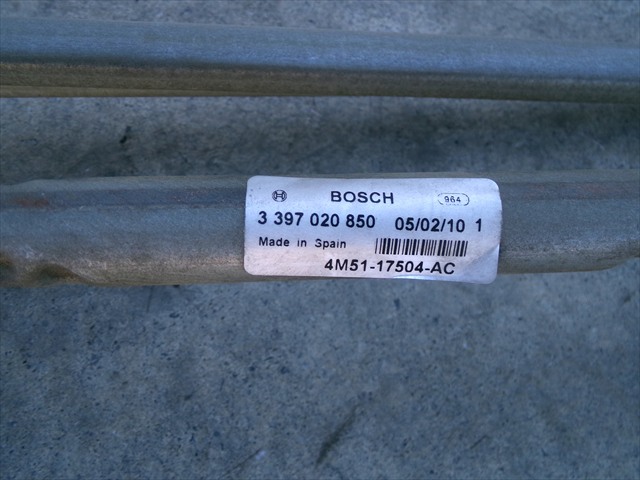 BOSCH 964
3 397 020 850 05/02/10 1
Made in Spain
4M51-17504-AC